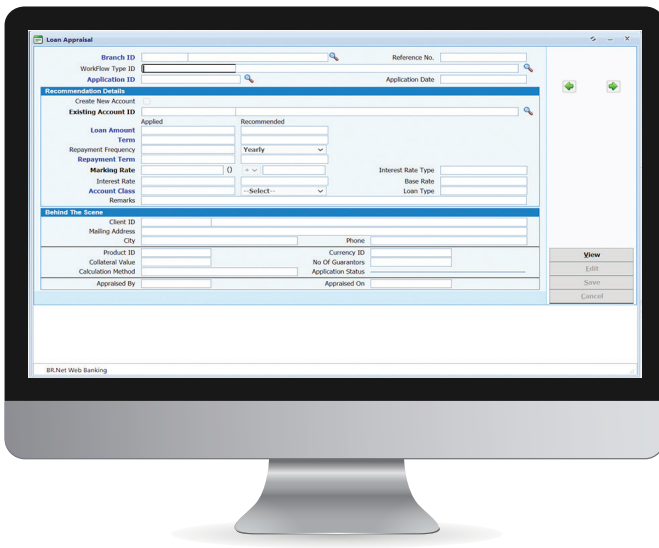 Loan Appraisal
Branch ID Reference No.
WorkFlow Type ID
Application ID Application Date
Recommendation Details
Create New Account
Existing Account ID
Applied Recommended
Loan Amount
Term
Repayment Frequency Yearly
Repayment Term
Marking Rate () + Interest Rate Type
Interest Rate Base Rate
Account Class --Select-- Loan Type
Remarks
Behind The Scene
Client ID
Mailing Address
City Phone
Product ID Currency ID
Collateral Value No Of Guarantors
Calculation Method Application Status
Appraised By Appraised On
View
Edit
Save
Cancel
BR.Net Web Banking